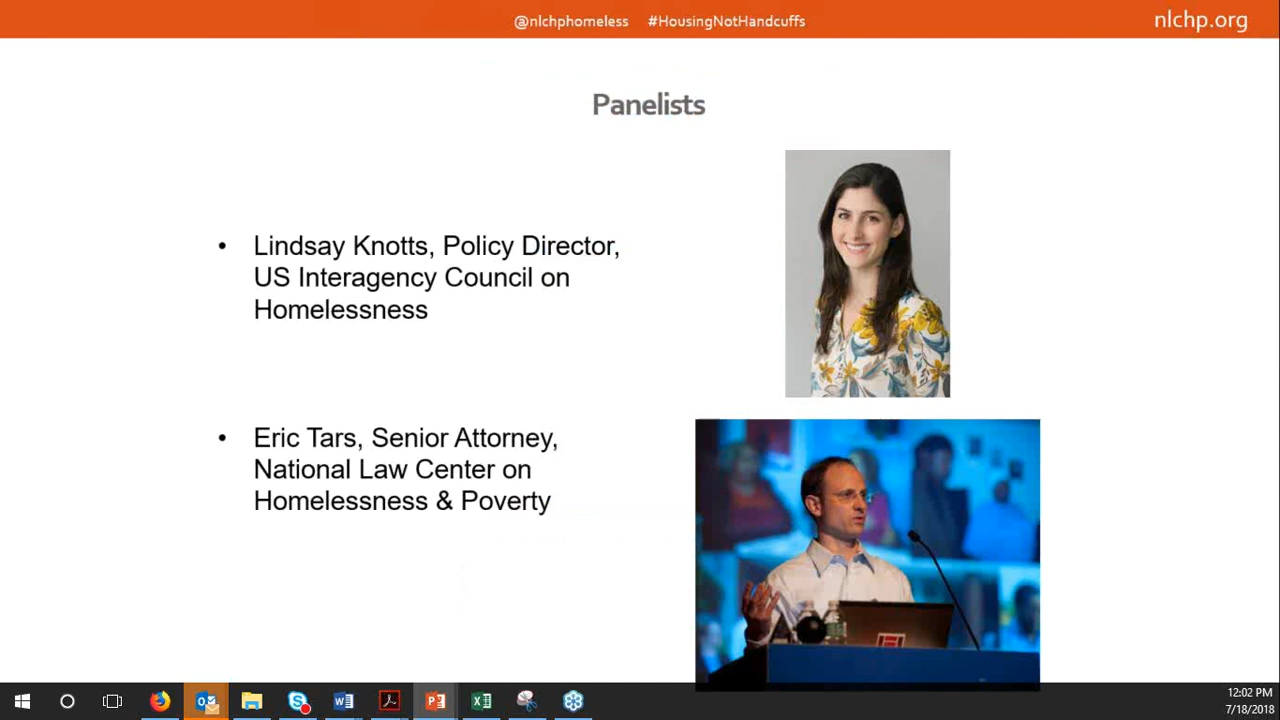 @nlchphomeless #HousingNotHandcuffs nlchp.org
Panelists
• Lindsay Knotts, Policy Director,
US Interagency Council on
Homelessness
• Eric Tars, Senior Attorney,
National Law Center on
Homelessness & Poverty
12:02 PM
7/18/2018